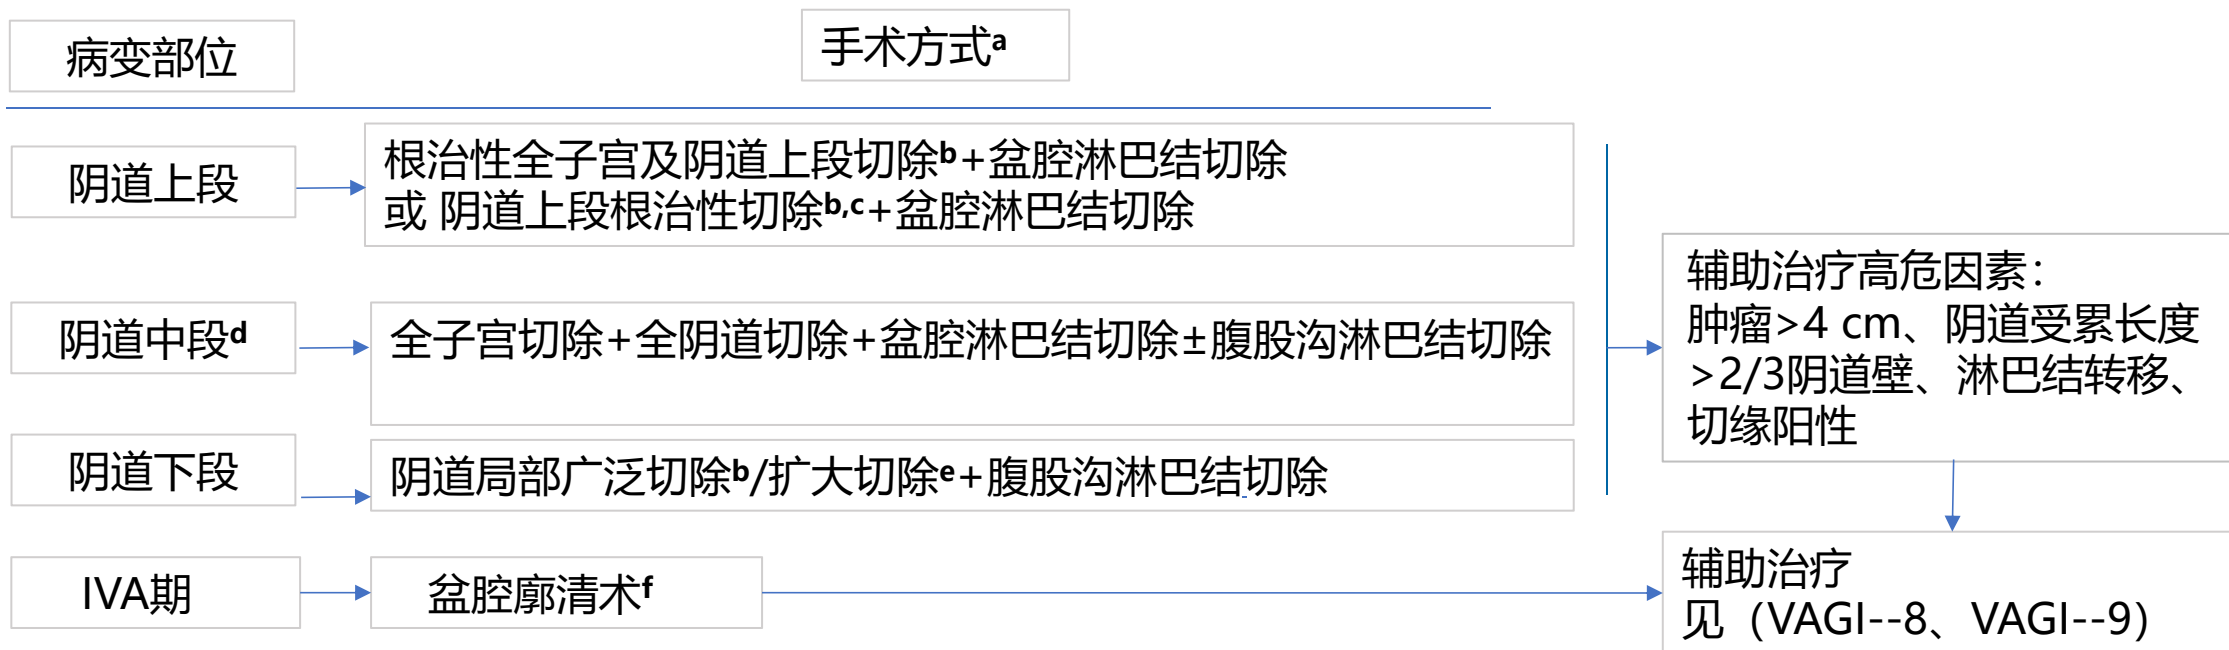 病变部位
手术方式a
阴道上段
根治性全子宫及阴道上段切除b+盆腔淋巴结切除
或 阴道上段根治性切除b,c+盆腔淋巴结切除
阴道中段d
全子宫切除+全阴道切除+盆腔淋巴结切除±腹股沟淋巴结切除
阴道下段
阴道局部广泛切除b/扩大切除e+腹股沟淋巴结切除
IVA期
盆腔廓清术f
辅助治疗高危因素：
肿瘤>4 cm、阴道受累长度
>2/3阴道壁、淋巴结转移、
切缘阳性
辅助治疗
见（VAGI--8、VAGI--9）